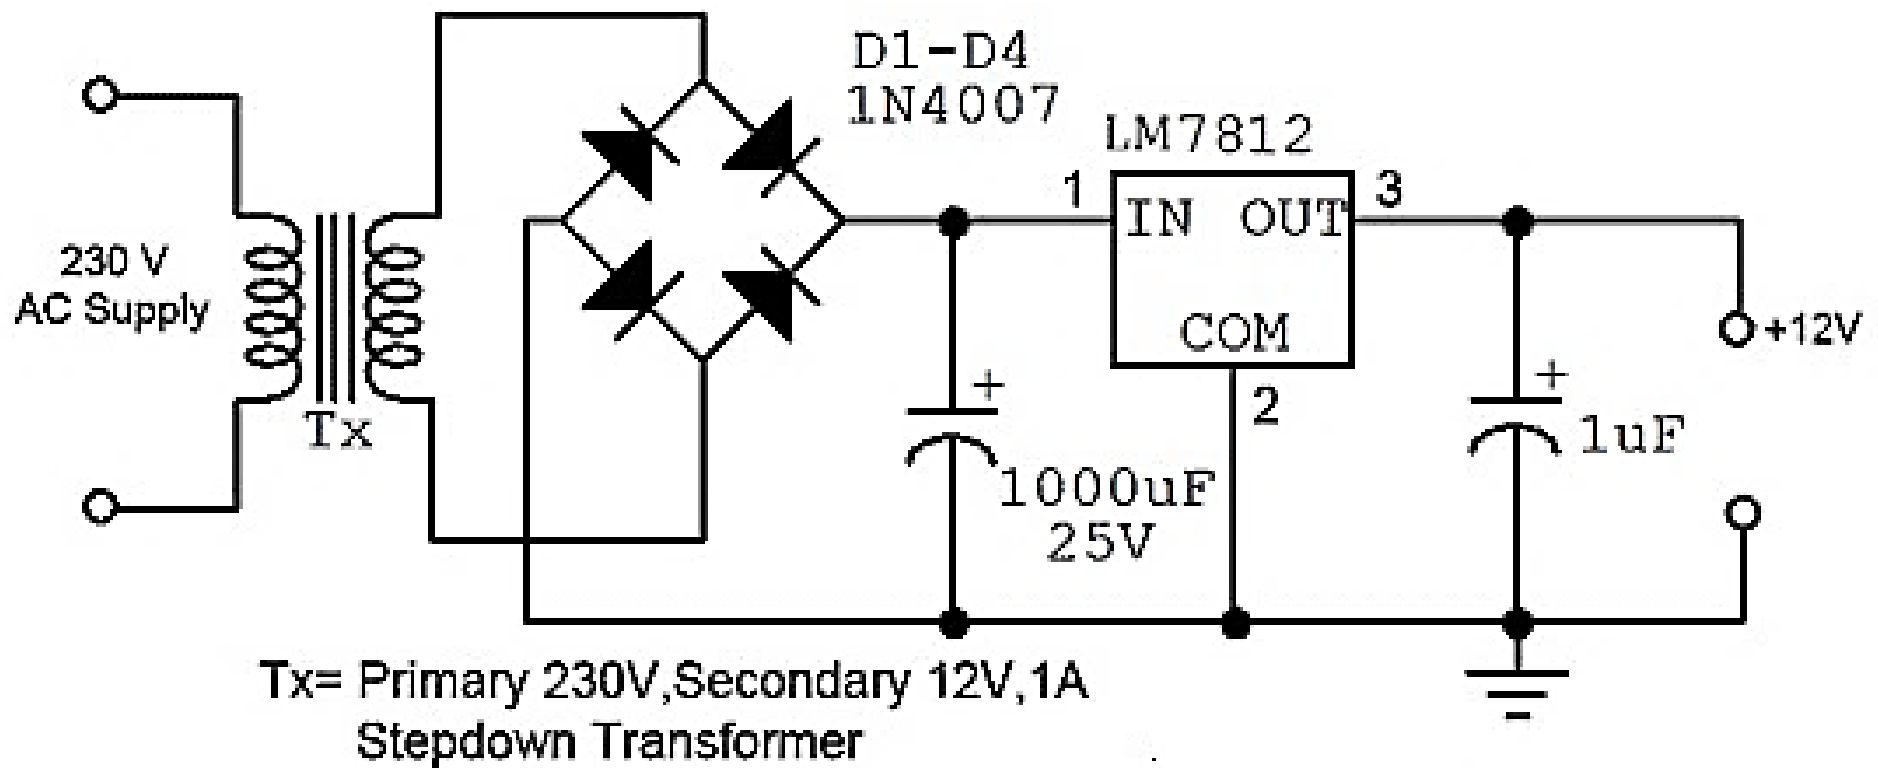 D1-D4
1N4007
LM7812
1
3
IN OUT
230 V
AC Supply
COM
+12V
+
+
2
Tx
1uF
1000uF
25V
Tx= Primary 230V,Secondary 12V,1A
Stepdown Transformer